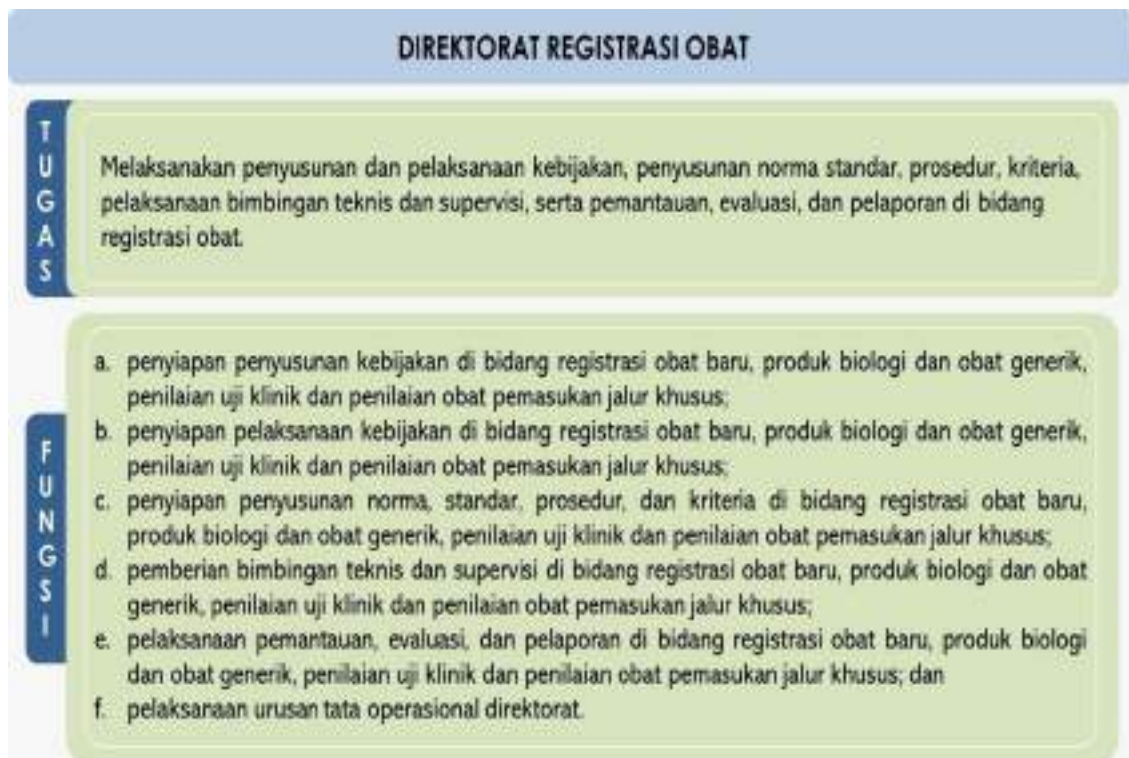 DIREKTORAT REGISTRASI OBAT
TUGAS
Melaksanakan penyusunan dan pelaksanaan kebijakan, penyusunan norma standar, prosedur, kriteria,
pelaksanaan bimbingan teknis dan supervisi, serta pemantauan, evaluasi, dan pelaporan di bidang
registrasi obat.
FUNGSI
a. penyiapan penyusunan kebijakan di bidang registrasi obat baru, produk biologi dan obat generik,
penilaian uji klinik dan penilaian obat pemasukan jalur khusus;
b. penyiapan pelaksanaan kebijakan di bidang registrasi obat baru, produk biologi dan obat generik,
penilaian uji klinik dan penilaian obat pemasukan jalur khusus;
c. penyiapan penyusunan norma, standar, prosedur, dan kriteria di bidang registrasi obat baru,
produk biologi dan obat generik, penilaian uji klinik dan penilaian obat pemasukan jalur khusus;
d. pemberian bimbingan teknis dan supervisi di bidang registrasi obat baru, produk biologi dan obat
generik, penilaian uji klinik dan penilaian obat pemasukan jalur khusus;
e. pelaksanaan pemantauan, evaluasi, dan pelaporan di bidang registrasi obat baru, produk biologi
dan obat generik, penilaian uji klinik dan penilaian obat pemasukan jalur khusus; dan
f. pelaksanaan urusan tata operasional direktorat.